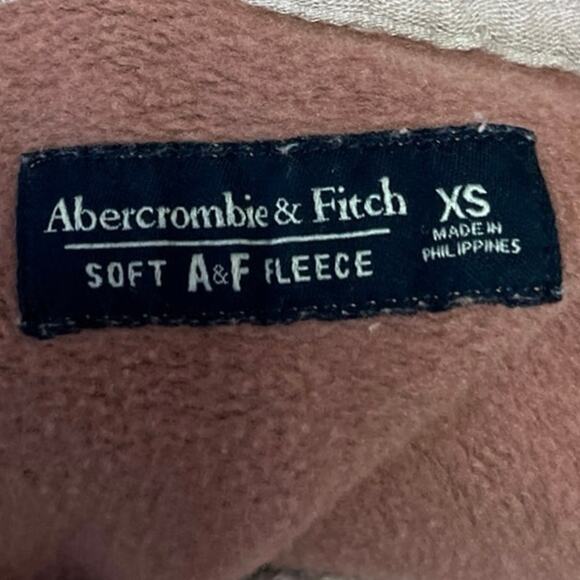 Abercrombie & Fitch
SOFT A&F FLEECE
XS
MADE IN
PHILIPPINES